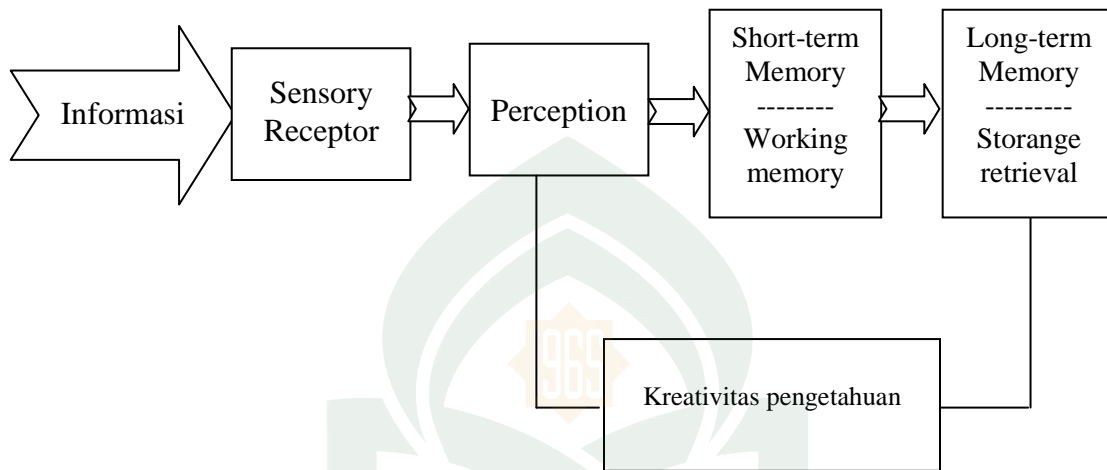 Informasi
Sensory
Receptor
Perception
Short-term
Memory
---------
Working
memory
Long-term
Memory
---------
Storange
retrieval
Kreativitas pengetahuan